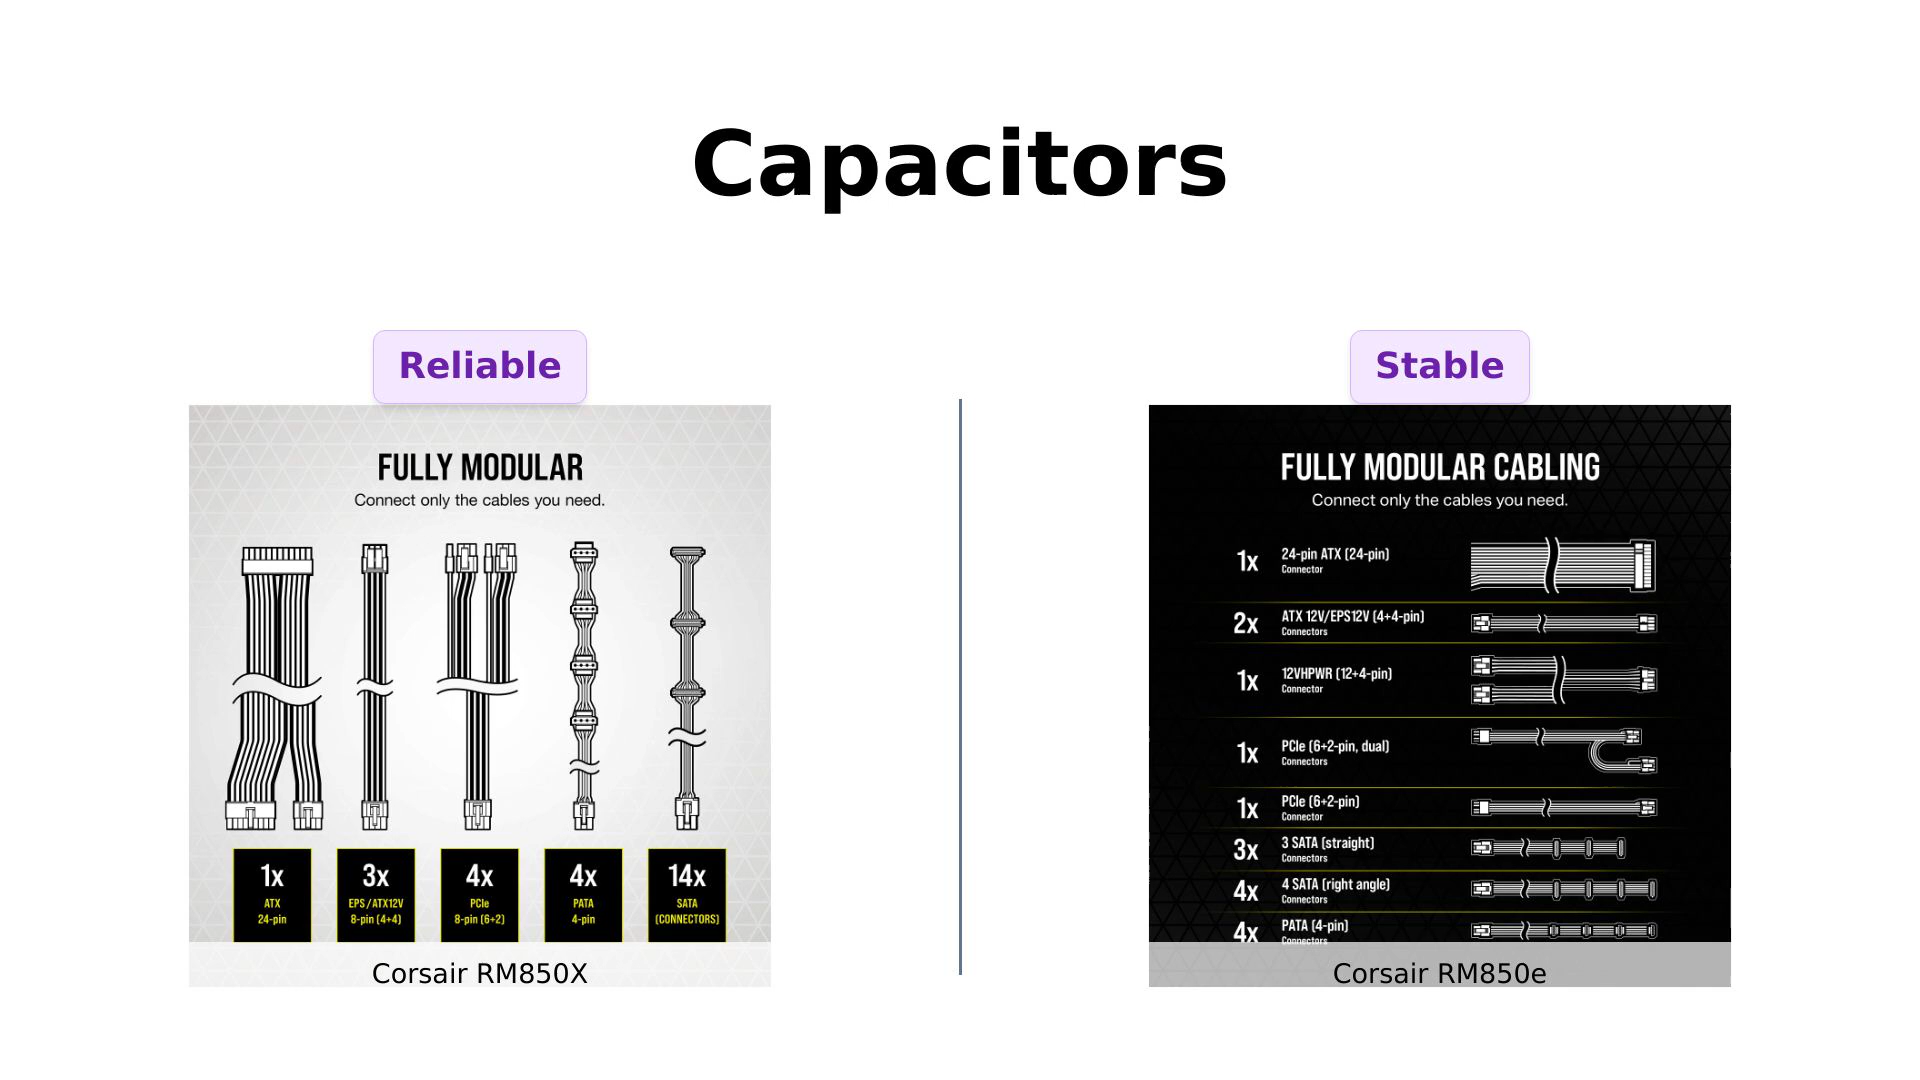 Capacitors
Reliable
FULLY MODULAR
Connect only the cables you need.
1x
ATX
24-pin
3x
EPS/ATX12V
8-pin (4+4)
4x
PCIe
8-pin (6+2)
4x
PATA
4-pin
14x
SATA
(CONNECTORS)
Corsair RM850X
Stable
FULLY MODULAR CABLING
Connect only the cables you need.
1x 24-pin ATX (24-pin)
Connector
2x ATX 12V/EPS12V (4+4-pin)
Connectors
1x 12VHPWR (12+4-pin)
Connector
1x PCIe (6+2-pin, dual)
Connectors
1x PCIe (6+2-pin)
Connector
3x 3 SATA (straight)
Connectors
4x 4 SATA (right angle)
Connectors
4x PATA (4-pin)
Connectors
Corsair RM850e